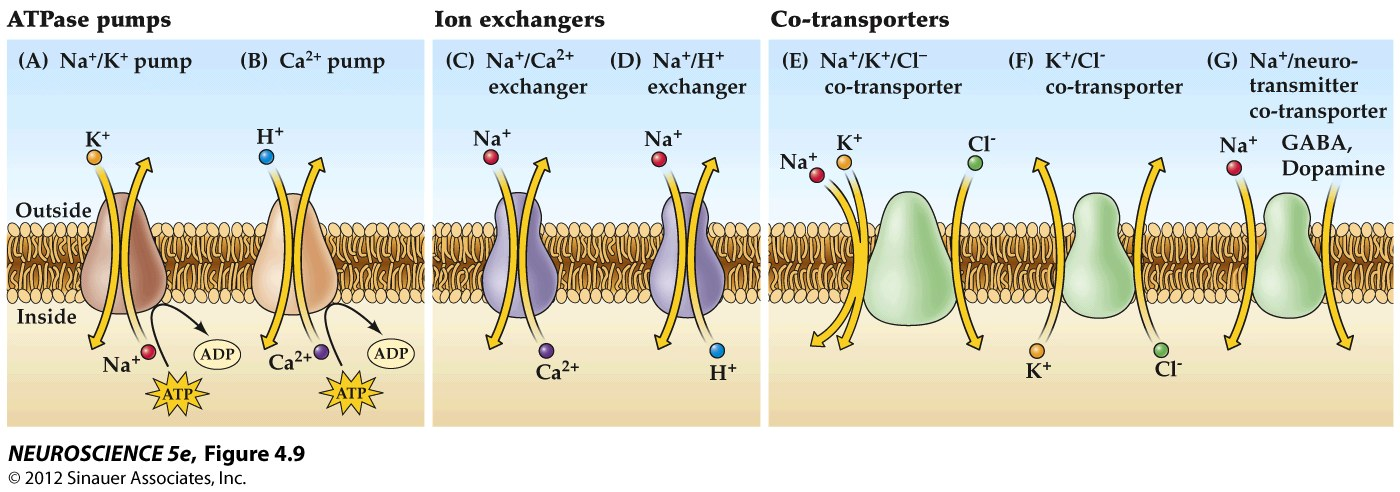 ATPase pumps
Ion exchangers
Co-transporters
(A) Na⁺/K⁺ pump
(B) Ca²⁺ pump
(C) Na⁺/Ca²⁺
exchanger
(D) Na⁺/H⁺
exchanger
(E) Na⁺/K⁺/Cl⁻
co-transporter
(F) K⁺/Cl⁻
co-transporter
(G) Na⁺/neuro-
transmitter
co-transporter
K⁺
H⁺
Na⁺
Na⁺
Na⁺
K⁺
Cl⁻
Na⁺
GABA,
Dopamine
Outside
Inside
Na⁺
ATP
ADP
Ca²⁺
ATP
ADP
Ca²⁺
H⁺
K⁺
Cl⁻
NEUROSCIENCE 5e, Figure 4.9
© 2012 Sinauer Associates, Inc.